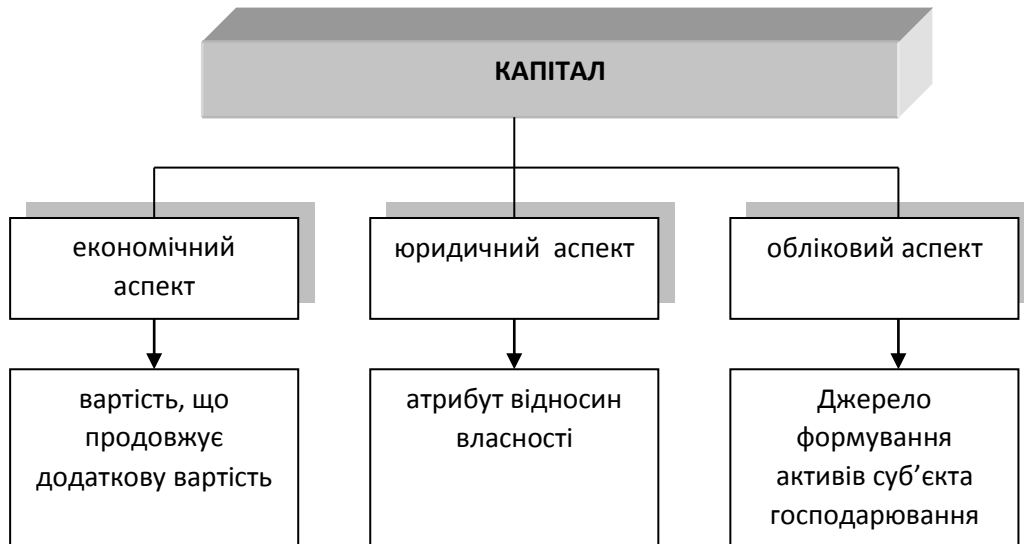 КАПІТАЛ
економічний
аспект
юридичний аспект
обліковий аспект
вартість, що
продовжує
додаткову вартість
атрибут відносин
власності
Джерело
формування
активів суб’єкта
господарювання